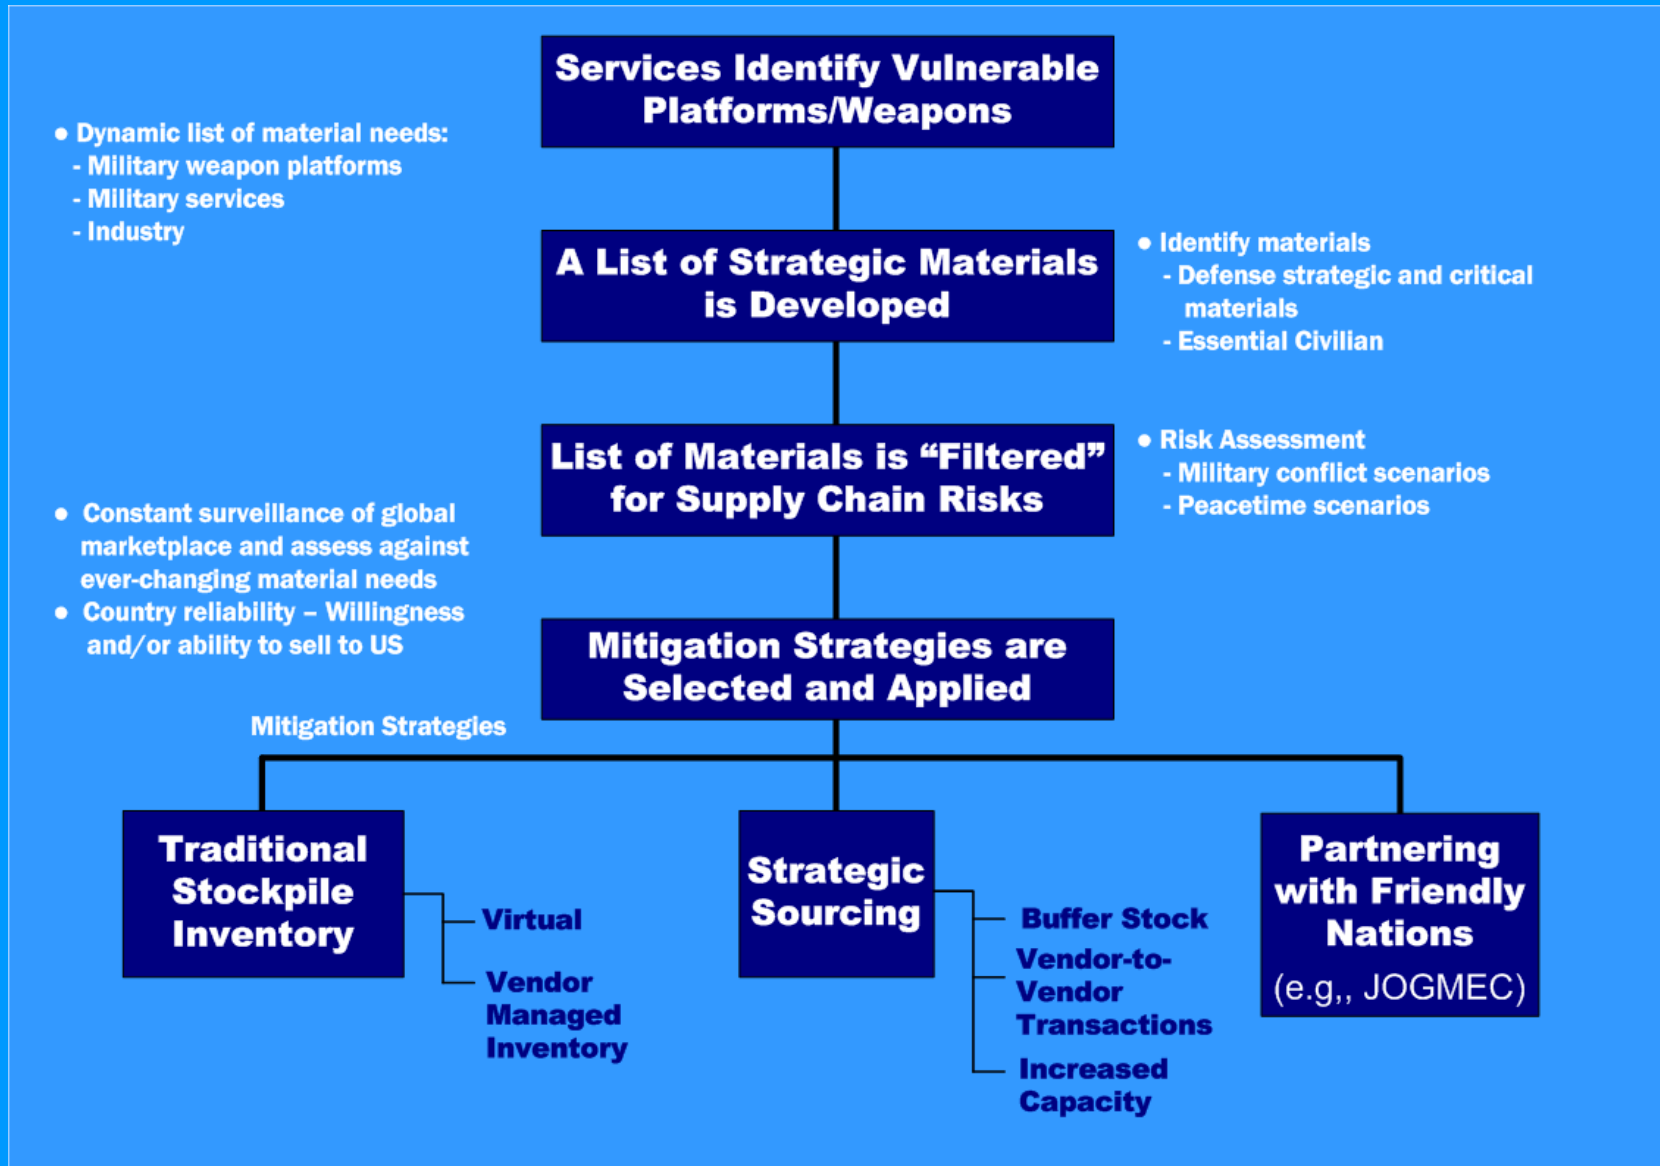 Services Identify Vulnerable
Platforms/Weapons
● Dynamic list of material needs:
- Military weapon platforms
- Military services
- Industry
A List of Strategic Materials
is Developed
● Identify materials
- Defense strategic and critical
materials
- Essential Civilian
List of Materials is “Filtered”
for Supply Chain Risks
● Risk Assessment
- Military conflict scenarios
- Peacetime scenarios
● Constant surveillance of global
marketplace and assess against
ever-changing material needs
● Country reliability – Willingness
and/or ability to sell to US
Mitigation Strategies are
Selected and Applied
Mitigation Strategies
Traditional
Stockpile
Inventory
Virtual
Vendor
Managed
Inventory
Strategic
Sourcing
Buffer Stock
Vendor-to-
Vendor
Transactions
Increased
Capacity
Partnering
with Friendly
Nations
(e.g,, JOGMEC)